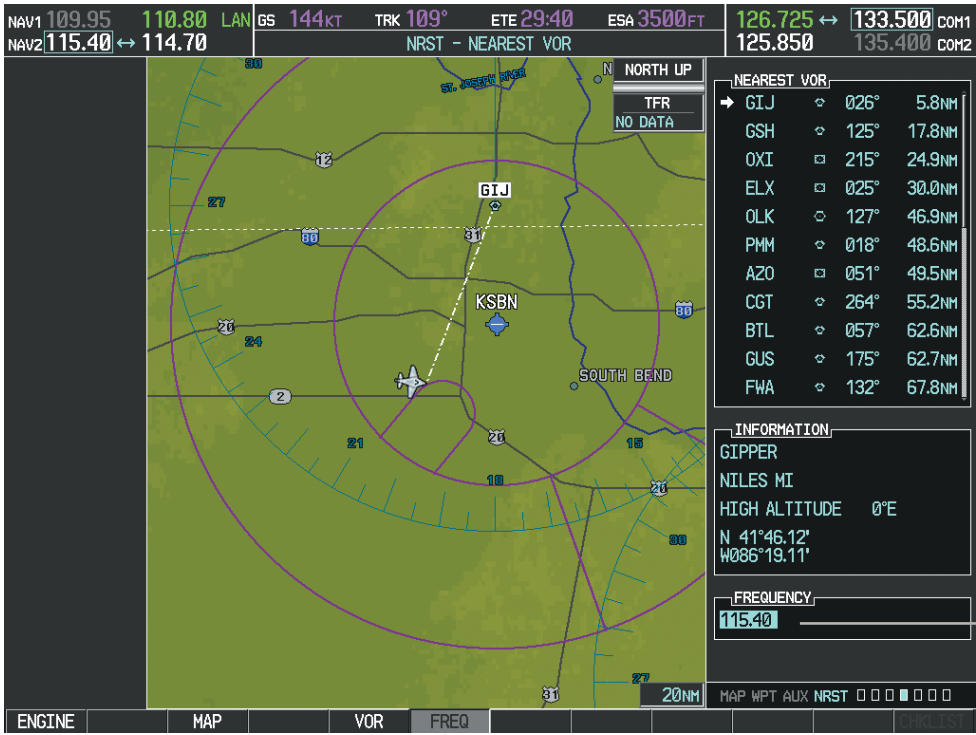 NAV1 109.95 110.80 LAN
NAV2 115.40 ↔ 114.70
GS 144KT TRK 109° ETE 29:40 ESA 3500FT
NRST - NEAREST VOR
126.725 ↔ 133.500 COM1
125.850 135.400 COM2
30
ST. JOSEPH RIVER
N
NORTH UP
TFR
NO DATA
12
27
GIJ
80
31
KSBN
80
20
24
SOUTH BEND
2
20
21
15
18
20
30
27
31
20NM
NEAREST VOR
GIJ 026° 5.8NM
GSH 125° 17.8NM
OXI 215° 24.9NM
ELX 025° 30.0NM
OLK 127° 46.9NM
PMM 018° 48.6NM
AZO 051° 49.5NM
CGT 264° 55.2NM
BTL 057° 62.6NM
GUS 175° 62.7NM
FWA 132° 67.8NM
INFORMATION
GIPPER
NILES MI
HIGH ALTITUDE 0°E
N 41°46.12'
W086°19.11'
FREQUENCY
115.40
MAP WPT AUX NRST
ENGINE MAP VOR FREQ CHKLIST